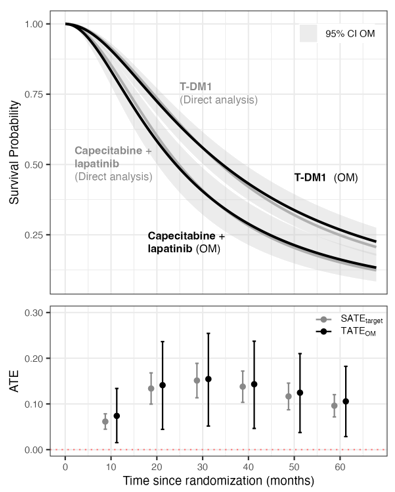 1.00
0.75
0.50
0.25
Survival Probability
95% CI OM
T-DM1
(Direct analysis)
Capecitabine +
lapatinib
(Direct analysis)
T-DM1 (OM)
Capecitabine +
lapatinib (OM)
0.30
0.20
0.10
0.00
ATE
SATEtarget
TATEOM
0 10 20 30 40 50 60
Time since randomization (months)